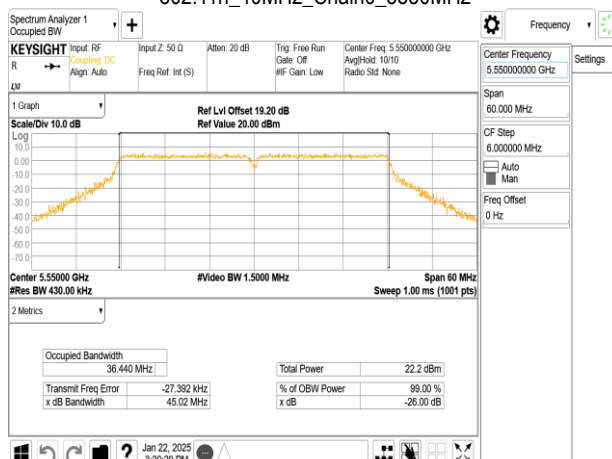 802.11n_40MHz_Chain0_5550MHz
Spectrum Analyzer 1
Occupied BW
Frequency
KEYSIGHT
R
LXI
Input: RF
Coupling: DC
Align: Auto
Input Z: 50 Ω
Freq Ref: Int (S)
Atten: 20 dB
Trig: Free Run
Gate: Off
#IF Gain: Low
Center Freq: 5.550000000 GHz
Avg|Hold: 10/10
Radio Std: None
Center Frequency
5.550000000 GHz
Settings
Span
60.000 MHz
CF Step
6.000000 MHz
Auto
Man
Freq Offset
0 Hz
1 Graph
Scale/Div 10.0 dB
Ref Lvl Offset 19.20 dB
Ref Value 20.00 dBm
Log
10.0
0.00
-10.0
-20.0
-30.0
-40.0
-50.0
-60.0
-70.0
Center 5.55000 GHz
#Video BW 1.5000 MHz
Span 60 MHz
#Res BW 430.00 kHz
Sweep 1.00 ms (1001 pts)
2 Metrics
Occupied Bandwidth
36.440 MHz
Total Power 22.2 dBm
Transmit Freq Error -27.392 kHz
% of OBW Power 99.00 %
x dB Bandwidth 45.02 MHz
x dB -26.00 dB
Jan 22, 2025